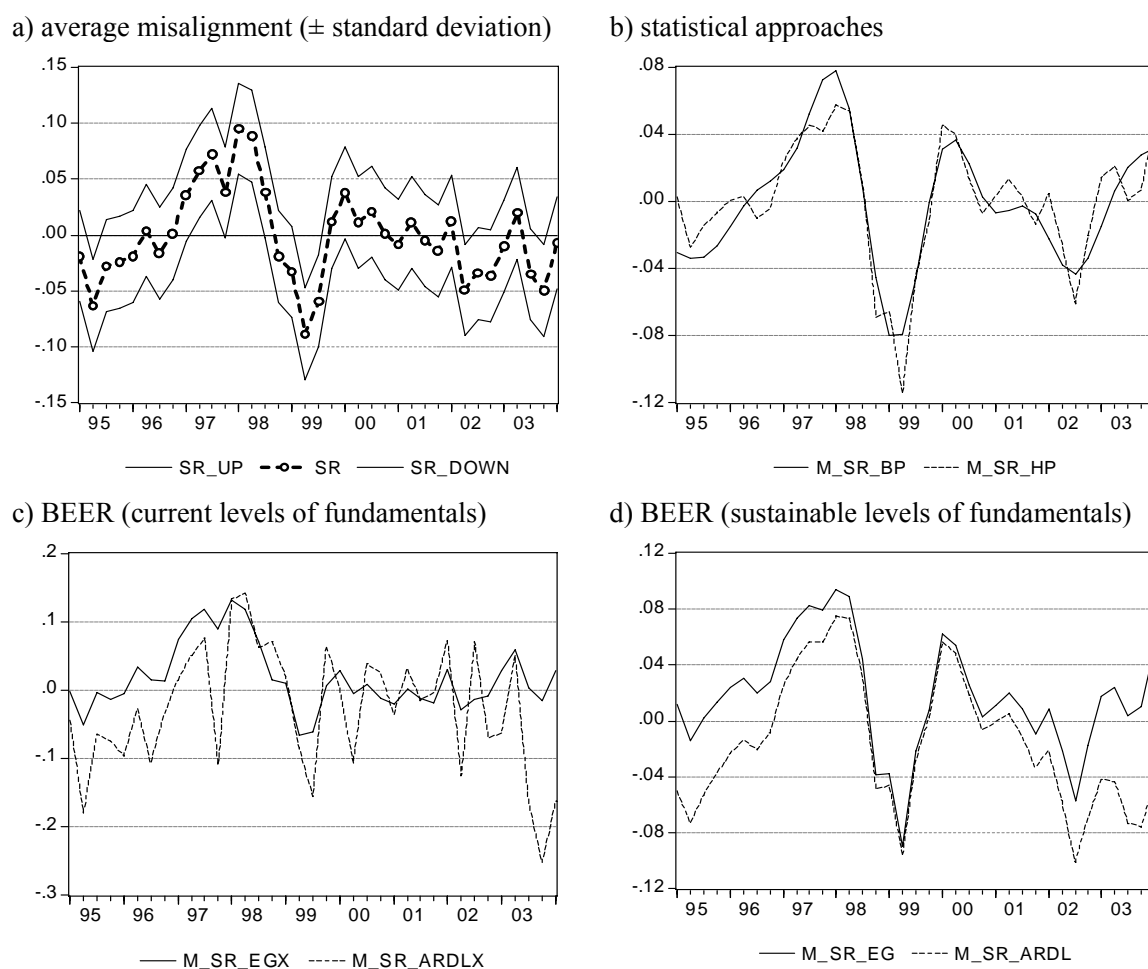 a) average misalignment (± standard deviation)
.15
.10
.05
.00
-.05
-.10
-.15
95 96 97 98 99 00 01 02 03
SR_UP SR SR_DOWN
b) statistical approaches
.08
.04
.00
-.04
-.08
-.12
95 96 97 98 99 00 01 02 03
M_SR_BP M_SR_HP
c) BEER (current levels of fundamentals)
.2
.1
.0
-.1
-.2
-.3
95 96 97 98 99 00 01 02 03
M_SR_EGX M_SR_ARDLX
d) BEER (sustainable levels of fundamentals)
.12
.08
.04
.00
-.04
-.08
-.12
95 96 97 98 99 00 01 02 03
M_SR_EG M_SR_ARDL